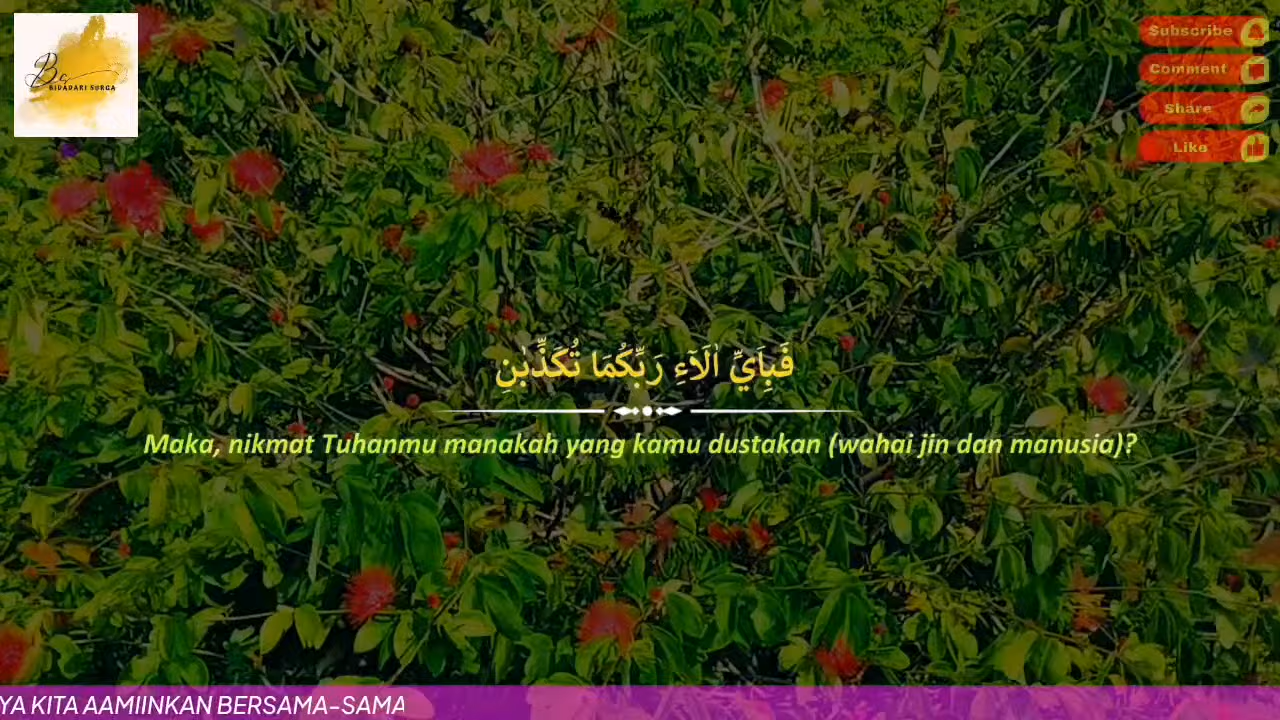 Bs
BIDADARI SURGA
Subscribe
Comment
Share
Like
فَبِاَيِّ اٰلَاۤءِ رَبِّكُمَا تُكَذِّبٰنِ
Maka, nikmat Tuhanmu manakah yang kamu dustakan (wahai jin dan manusia)?
YA KITA AAMIINKAN BERSAMA-SAMA